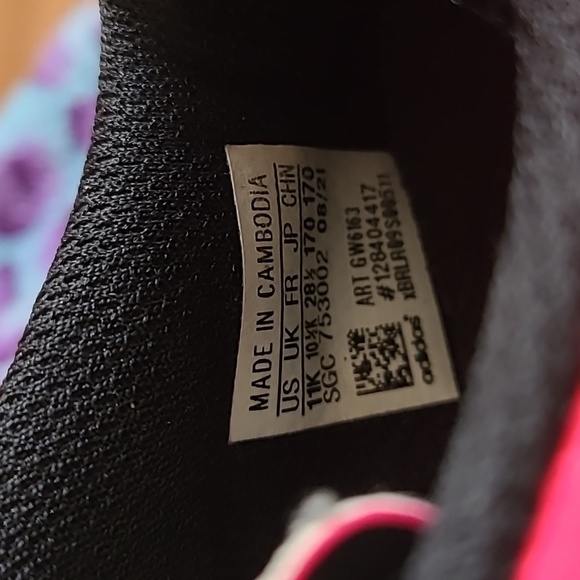 MADE IN CAMBODIA
US UK FR JP CHN
11K 10½K 28½ 170 170
SGC 753002 08/21
ART GW6163
#128404417
XBRLR09S00511
adidas